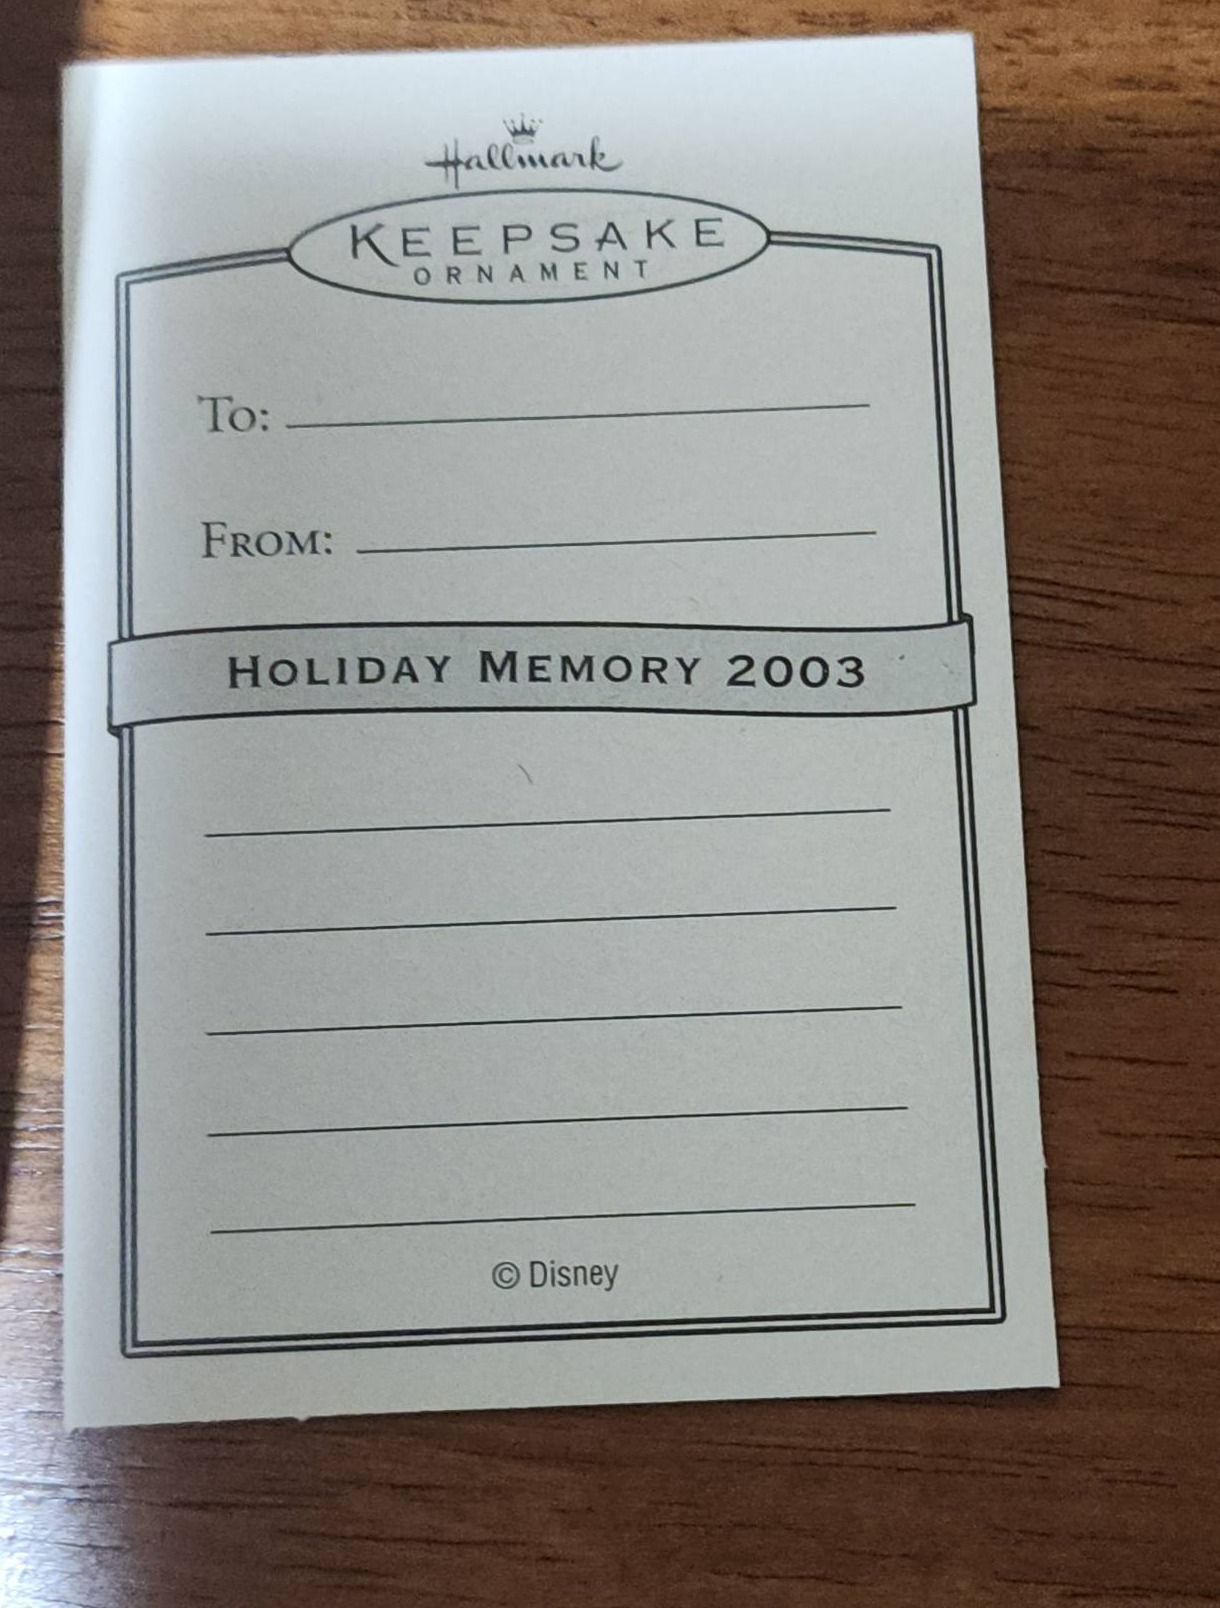 Hallmark
KEEPSAKE
ORNAMENT
TO:
FROM:
HOLIDAY MEMORY 2003
© Disney